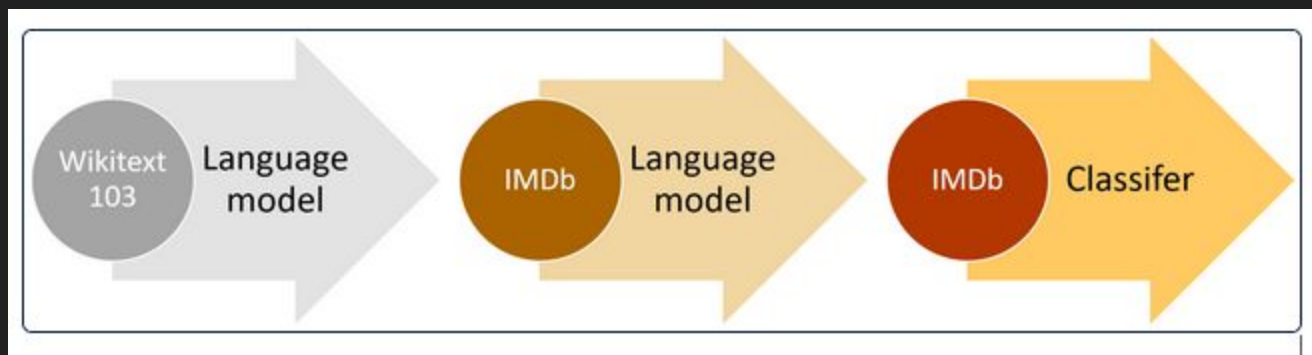 Wikitext
103
Language
model
IMDb
Language
model
IMDb
Classifer